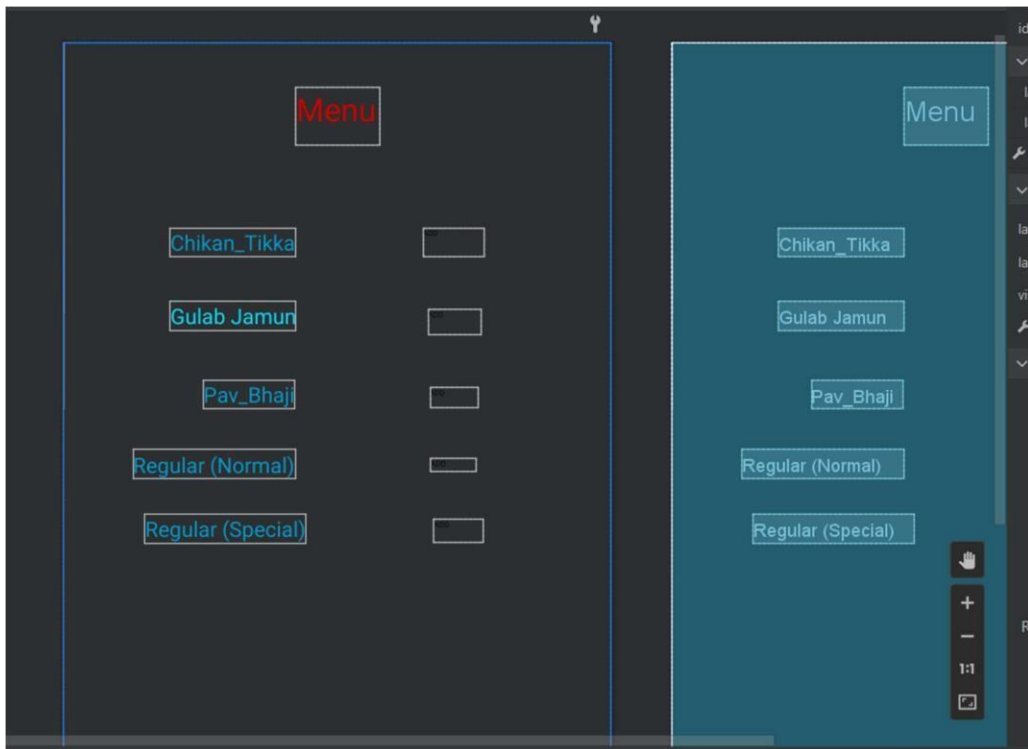 Menu
Menu
Chikan_Tikka
Chikan_Tikka
Gulab Jamun
Gulab Jamun
Pav_Bhaji
Pav_Bhaji
Regular (Normal)
Regular (Normal)
Regular (Special)
Regular (Special)
1:1